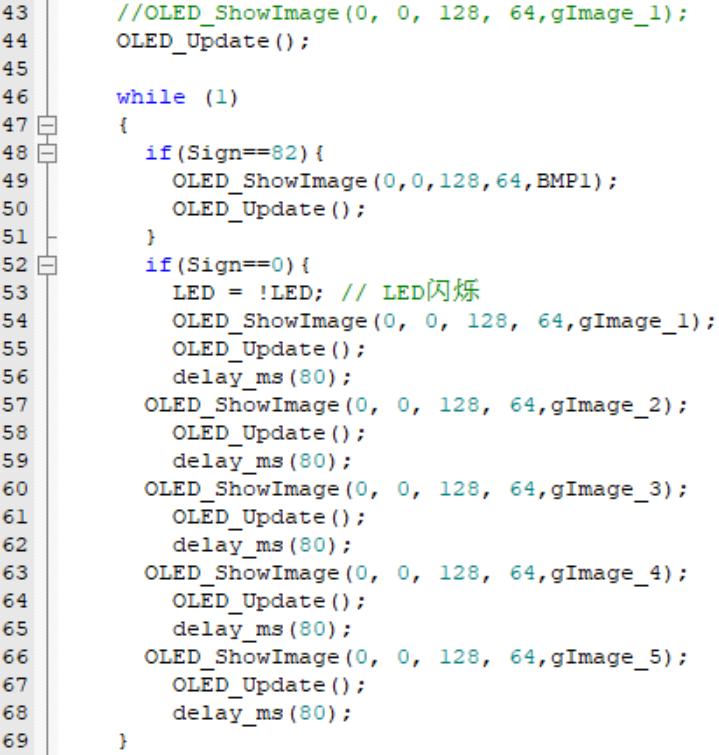 43 //OLED_ShowImage(0, 0, 128, 64,gImage_1);
44 OLED_Update();
45
46 while (1)
47 {
48 if(Sign==82){
49 OLED_ShowImage(0,0,128,64,BMP1);
50 OLED_Update();
51 }
52 if(Sign==0){
53 LED = !LED; // LED闪烁
54 OLED_ShowImage(0, 0, 128, 64,gImage_1);
55 OLED_Update();
56 delay_ms(80);
57 OLED_ShowImage(0, 0, 128, 64,gImage_2);
58 OLED_Update();
59 delay_ms(80);
60 OLED_ShowImage(0, 0, 128, 64,gImage_3);
61 OLED_Update();
62 delay_ms(80);
63 OLED_ShowImage(0, 0, 128, 64,gImage_4);
64 OLED_Update();
65 delay_ms(80);
66 OLED_ShowImage(0, 0, 128, 64,gImage_5);
67 OLED_Update();
68 delay_ms(80);
69 }